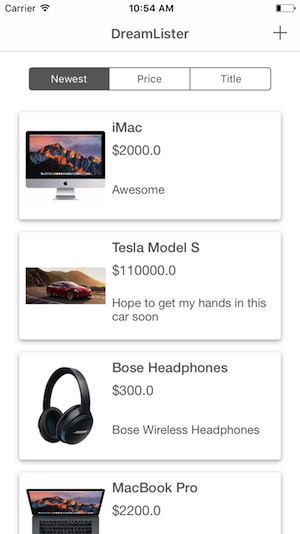 Carrier 10:54 AM
DreamLister
Newest Price Title
iMac
$2000.0
Awesome
Tesla Model S
$110000.0
Hope to get my hands in this
car soon
Bose Headphones
$300.0
Bose Wireless Headphones
MacBook Pro
$2200.0